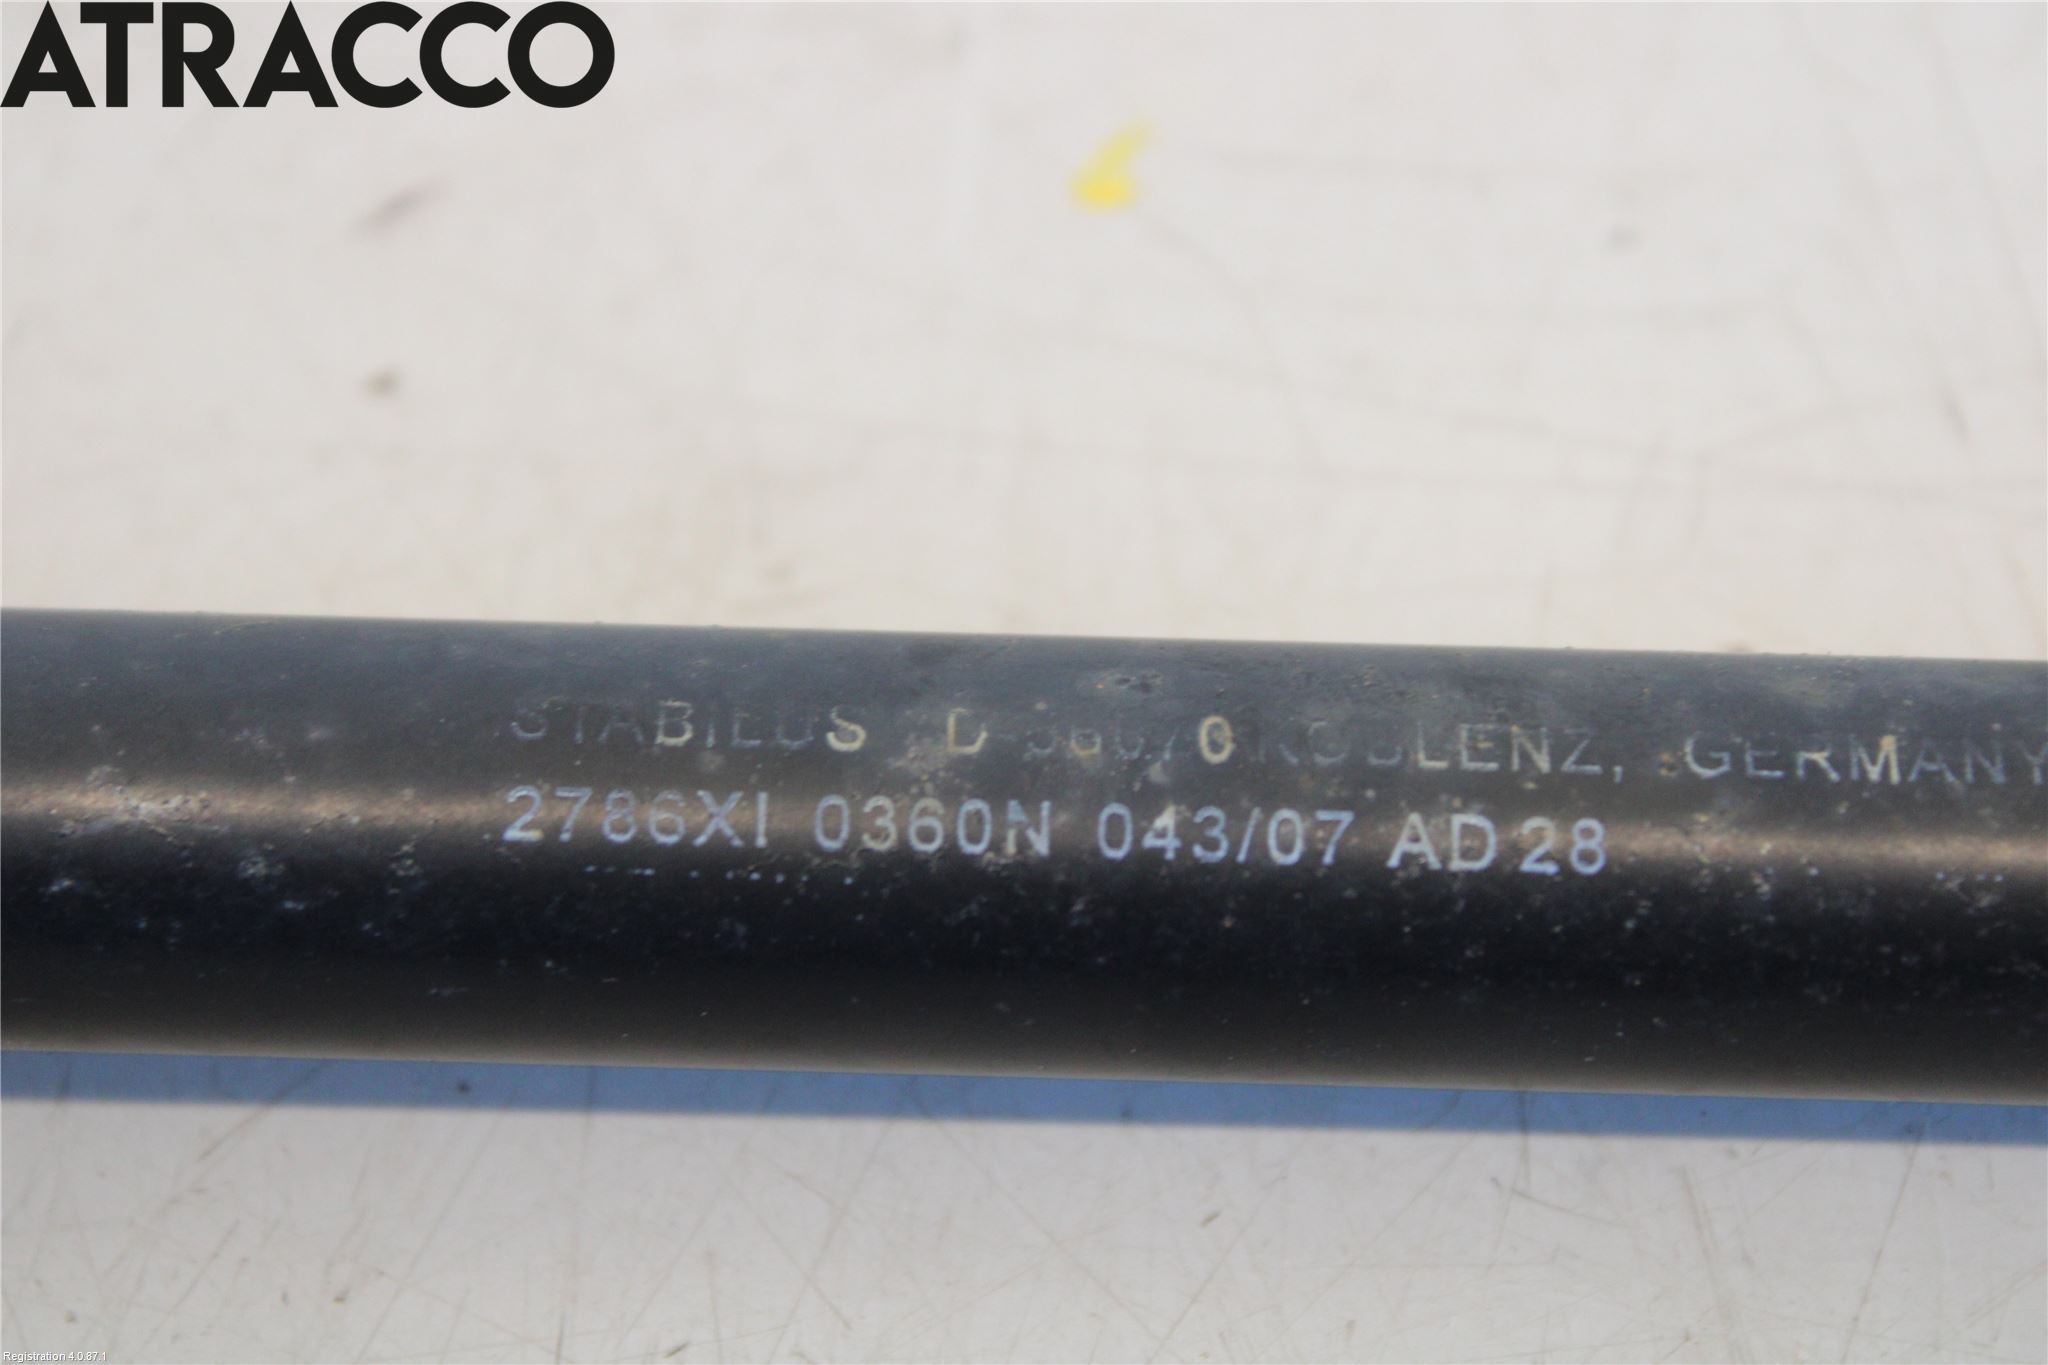 ATRACCO
STABILUS D-56070 KOBLENZ, GERMANY
2786XI 0360N 043/07 AD28
Registration 4.0.87.1